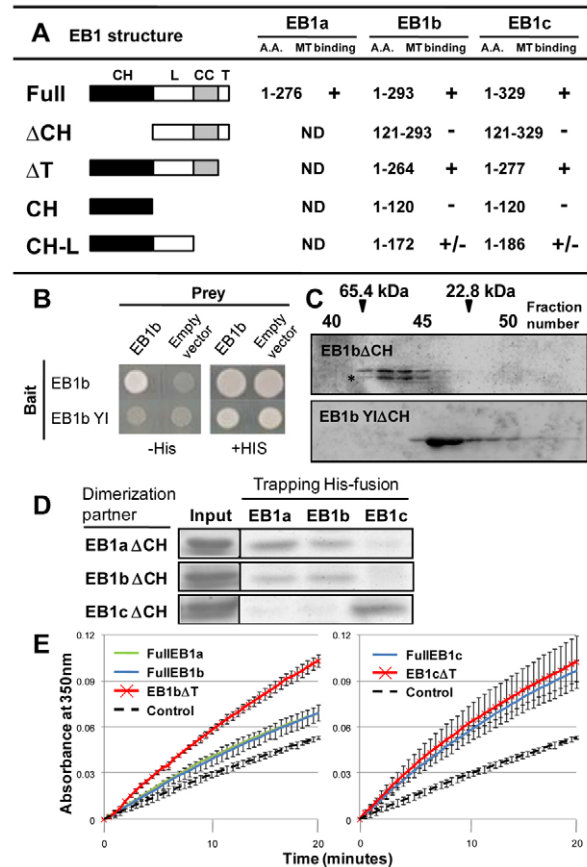 A EB1 structure
EB1a EB1b EB1c
A.A. MT binding A.A. MT binding A.A. MT binding
CH L CC T
Full 1-276 + 1-293 + 1-329 +
ΔCH ND 121-293 - 121-329 -
ΔT ND 1-264 + 1-277 +
CH ND 1-120 - 1-120 -
CH-L ND 1-172 +/- 1-186 +/-
B
Prey
EB1b Empty vector EB1b Empty vector
Bait
EB1b
EB1b YI
-His +HIS
C
65.4 kDa 22.8 kDa
40 45 50 Fraction number
EB1bΔCH
*
EB1b YIΔCH
D
Dimerization partner
Trapping His-fusion
Input EB1a EB1b EB1c
EB1a ΔCH
EB1b ΔCH
EB1c ΔCH
E
Absorbance at 350nm
0.12
0.09
0.06
0.03
0
FullEB1a
FullEB1b
EB1bΔT
Control
0 10 20
0.12
0.09
0.06
0.03
0
FullEB1c
EB1cΔT
Control
0 10 20
Time (minutes)